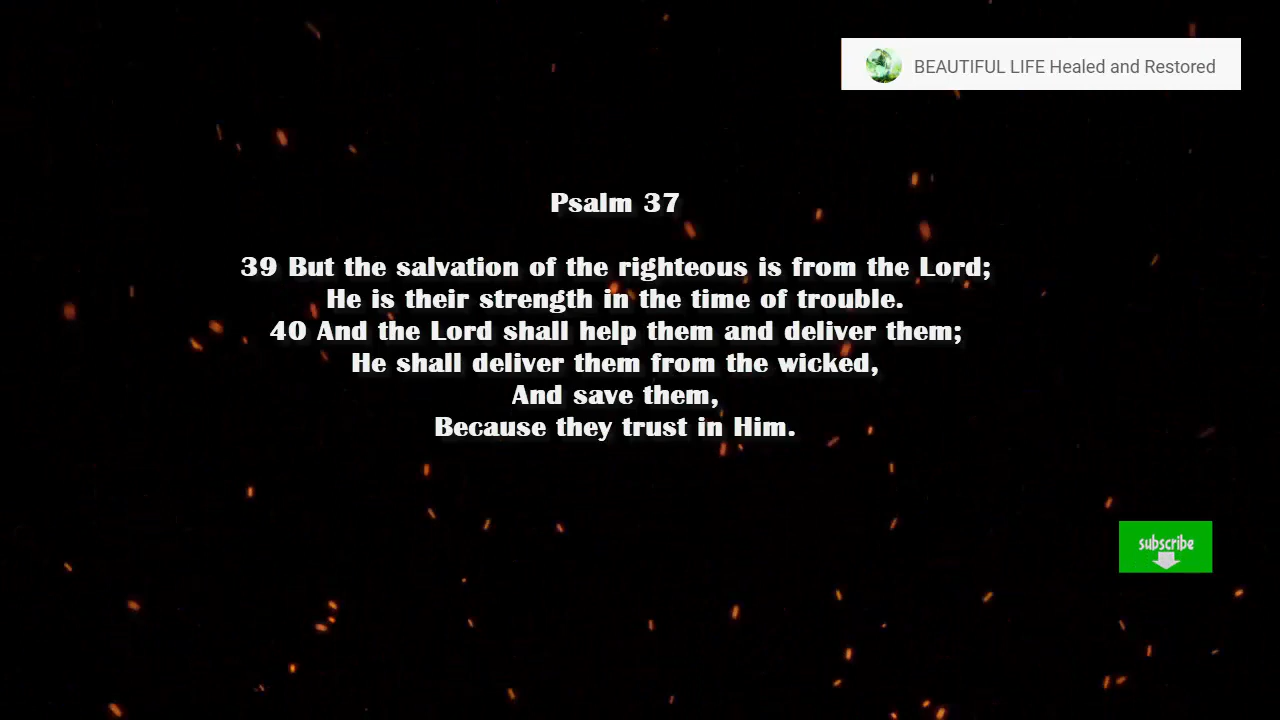 BEAUTIFUL LIFE Healed and Restored
Psalm 37
39 But the salvation of the righteous is from the Lord;
He is their strength in the time of trouble.
40 And the Lord shall help them and deliver them;
He shall deliver them from the wicked,
And save them,
Because they trust in Him.
subscribe